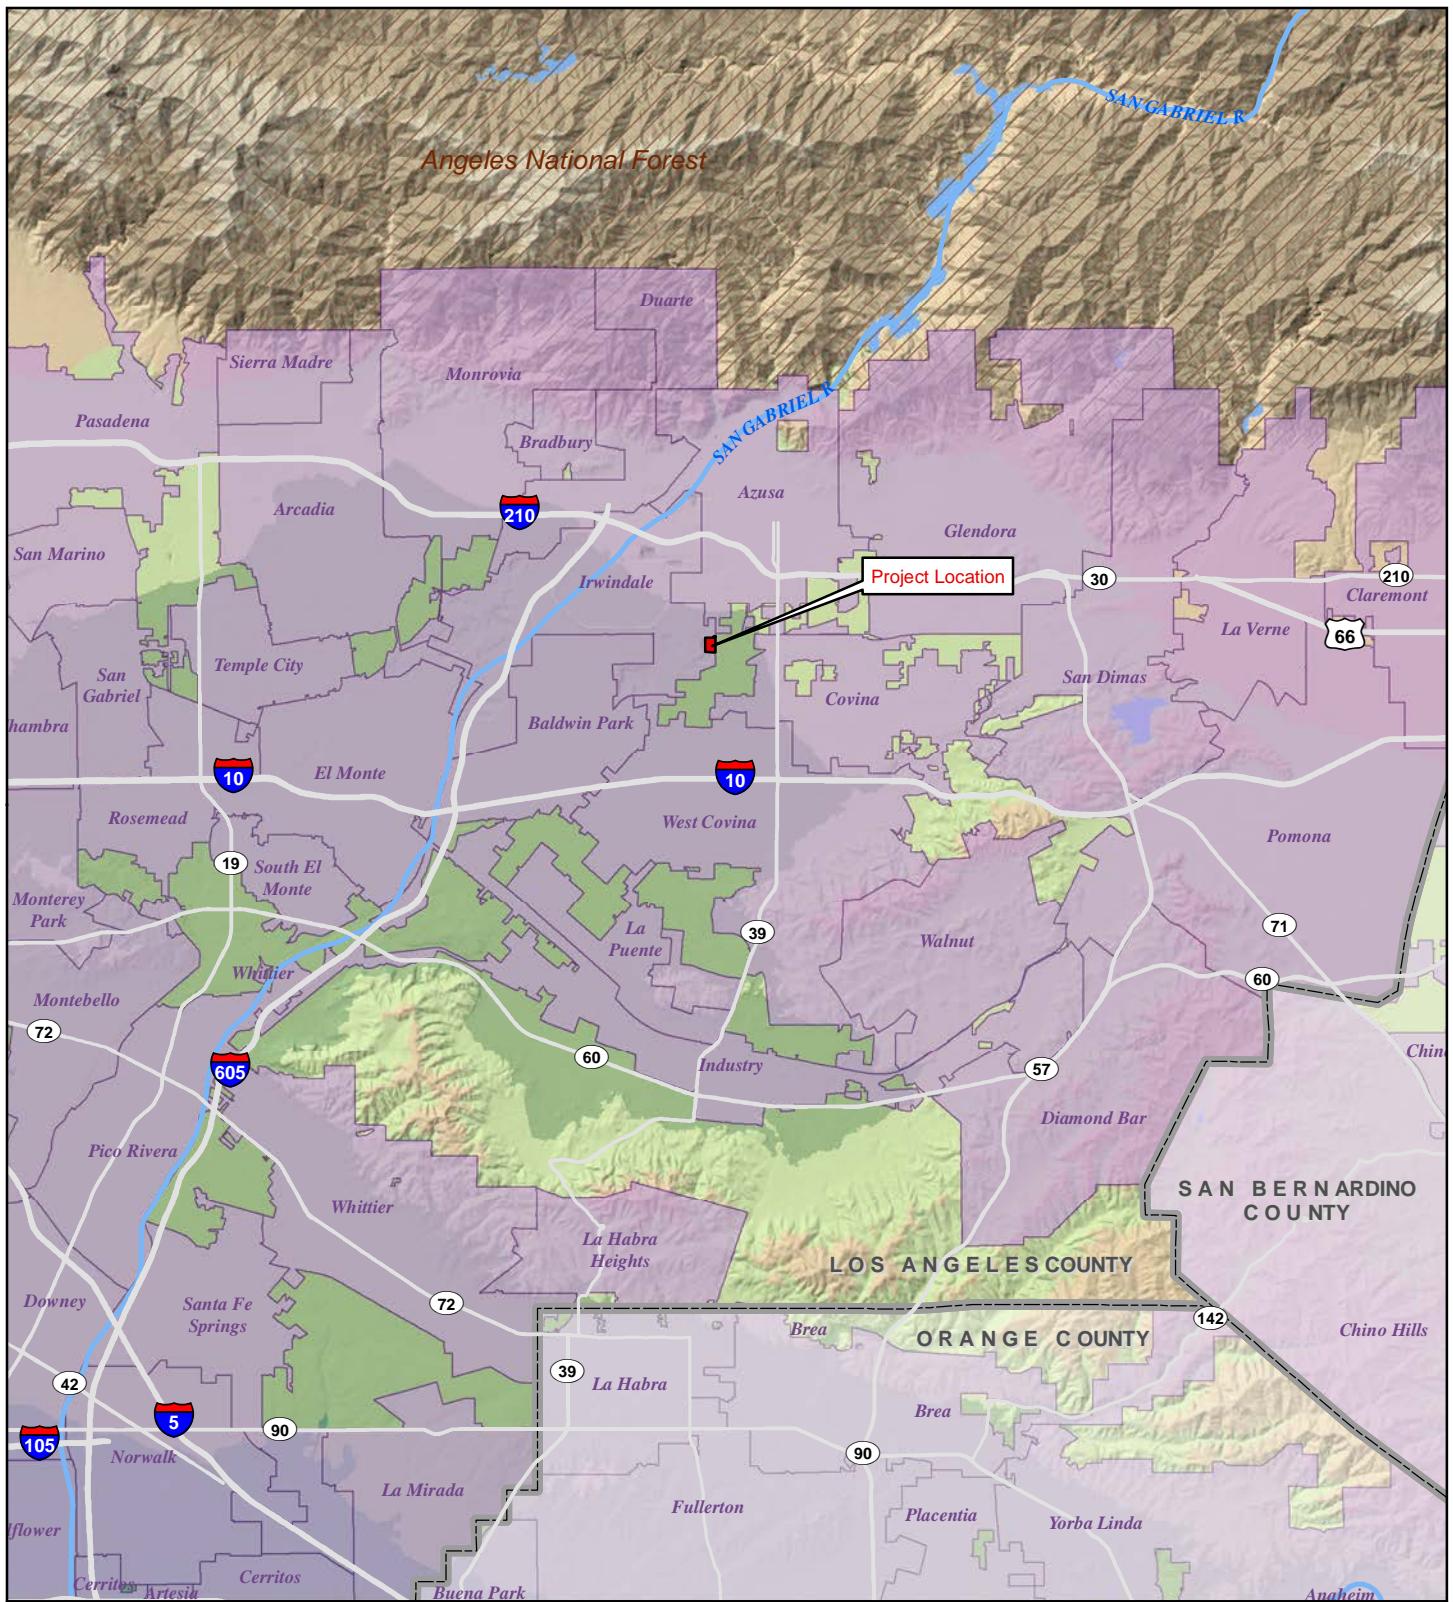 SAN GABRIEL R
Angeles National Forest
Duarte
Sierra Madre
Monrovia
SAN GABRIEL R
Pasadena
Bradbury
Azusa
Arcadia
210
Glendora
San Marino
Irwindale
Project Location
30
210
Claremont
La Verne
66
Temple City
San
Gabriel
San Dimas
Covina
hambra
Baldwin Park
El Monte
10
10
Rosemead
West Covina
Pomona
19
South El
Monte
Monterey
Park
La
Puente
39
Walnut
71
Whittier
60
Montebello
72
60
Industry
57
Chin
605
Diamond Bar
Pico Rivera
SAN BERNARDINO
COUNTY
Whittier
La Habra
Heights
LOS ANGELES COUNTY
Downey
Santa Fe
Springs
72
142
Brea
ORANGE COUNTY
Chino Hills
39
42
La Habra
Brea
5
90
105
90
Norwalk
La Mirada
Fullerton
Placentia
Yorba Linda
lflower
Cerritos
Artesia
Cerritos
Buena Park
Anaheim